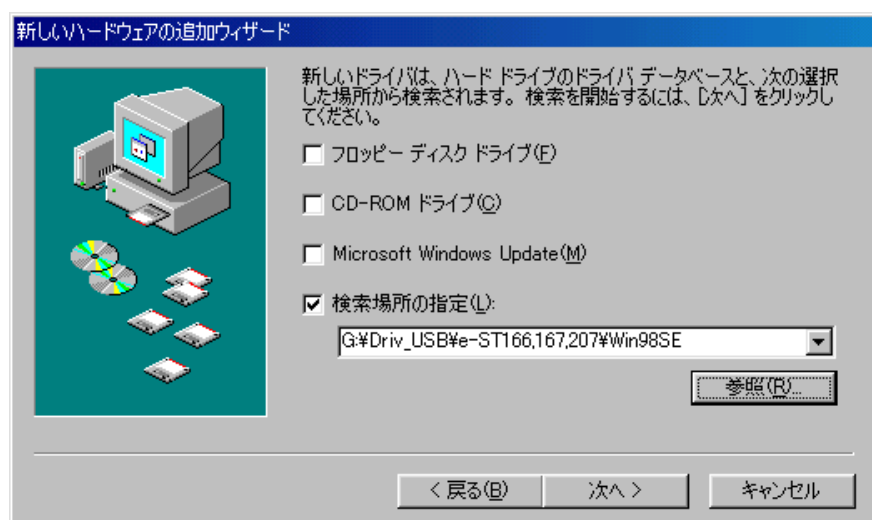 新しいハードウェアの追加ウィザード
新しいドライバは、ハード ドライブのドライバ データベースと、次の選択
した場所から検索されます。検索を開始するには、[次へ] をクリックし
てください。
フロッピー ディスク ドライブ(F)
CD-ROM ドライブ(C)
Microsoft Windows Update(M)
検索場所の指定(L):
G:¥Driv_USB¥e-ST166,167,207¥Win98SE
参照(R)...
< 戻る(B)
次へ >
キャンセル